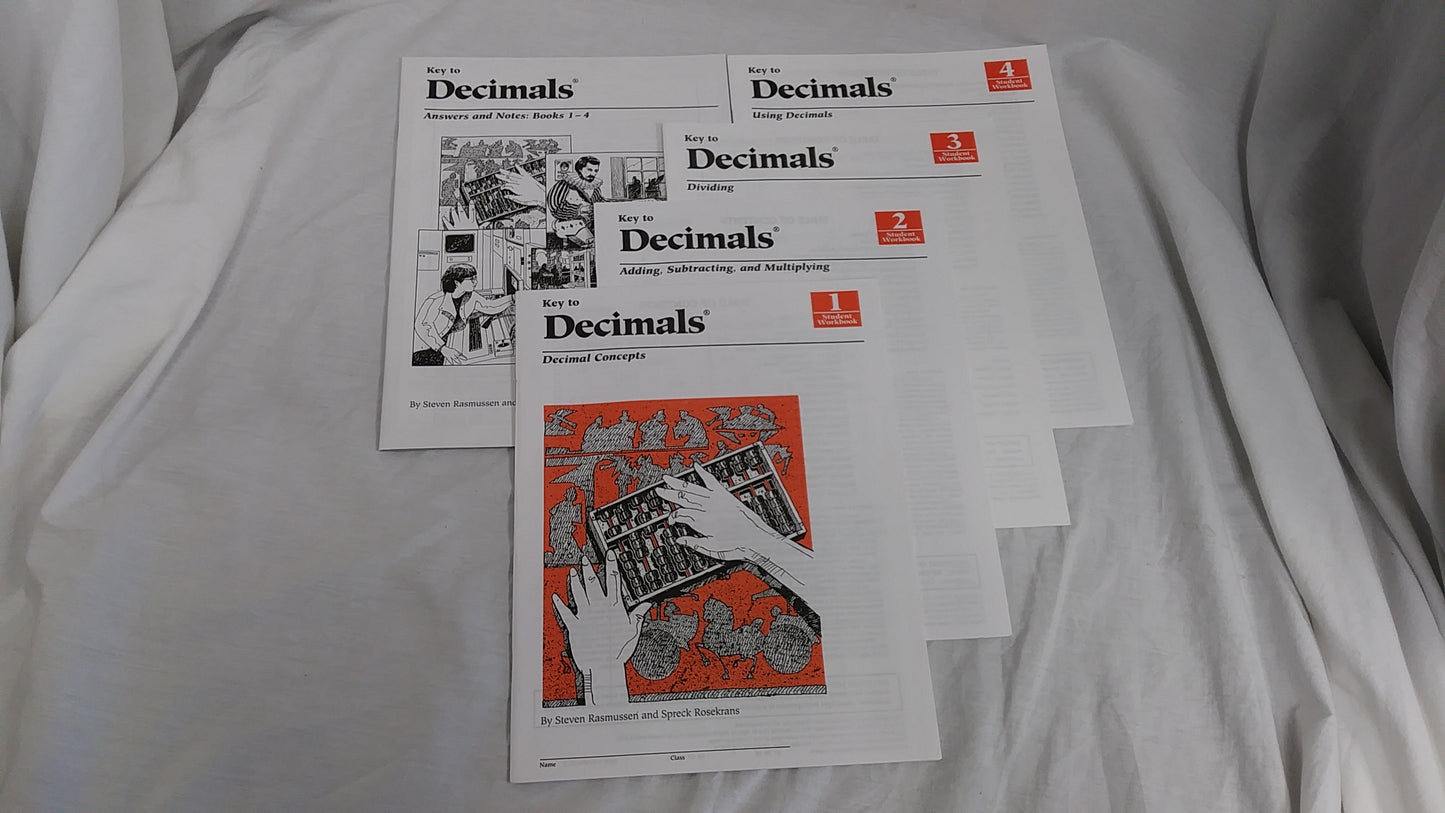 Key to
Decimals®
Answers and Notes: Books 1–4
By Steven Rasmussen and
Key to
Decimals®
4
Student
Workbook
Using Decimals
Key to
Decimals®
3
Student
Workbook
Dividing
Key to
Decimals®
2
Student
Workbook
Adding, Subtracting, and Multiplying
Key to
Decimals®
1
Student
Workbook
Decimal Concepts
By Steven Rasmussen and Spreck Rosekrans
Name
Class